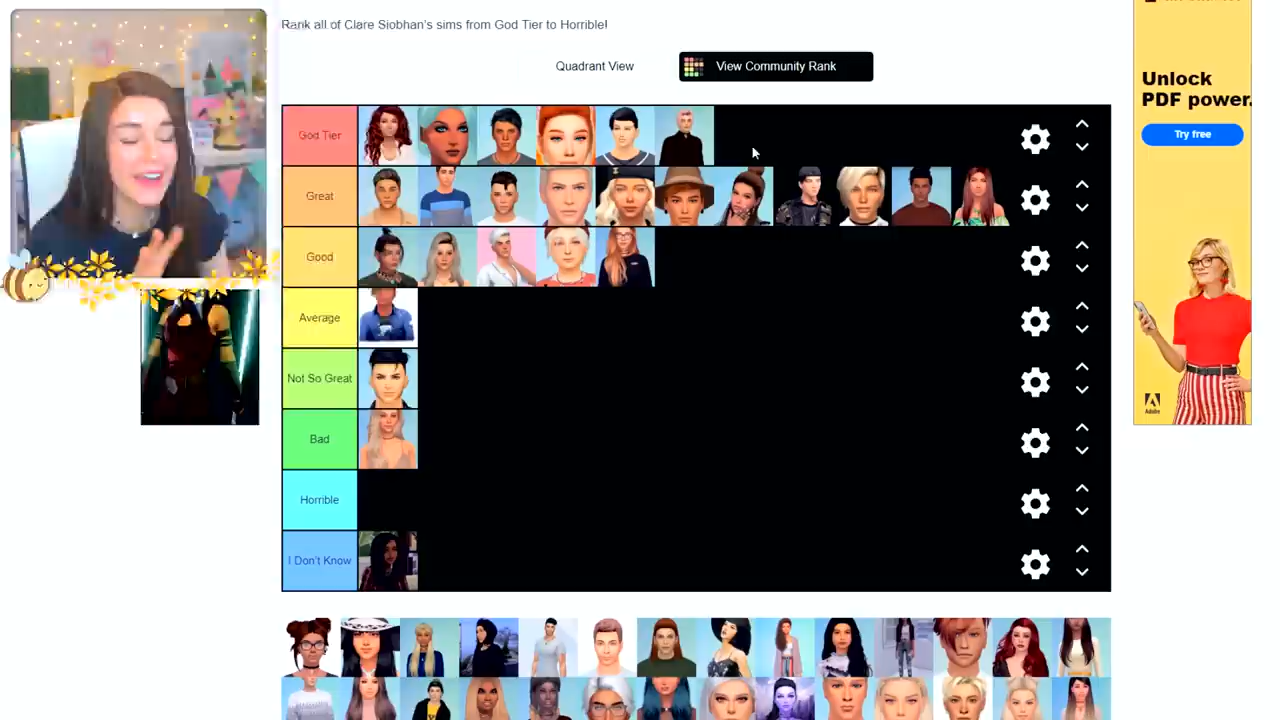 Rank all of Clare Siobhan's sims from God Tier to Horrible!
Quadrant View
View Community Rank
God Tier
Great
Good
Average
Not So Great
Bad
Horrible
I Don't Know
Unlock
PDF power.
Try free
Adobe